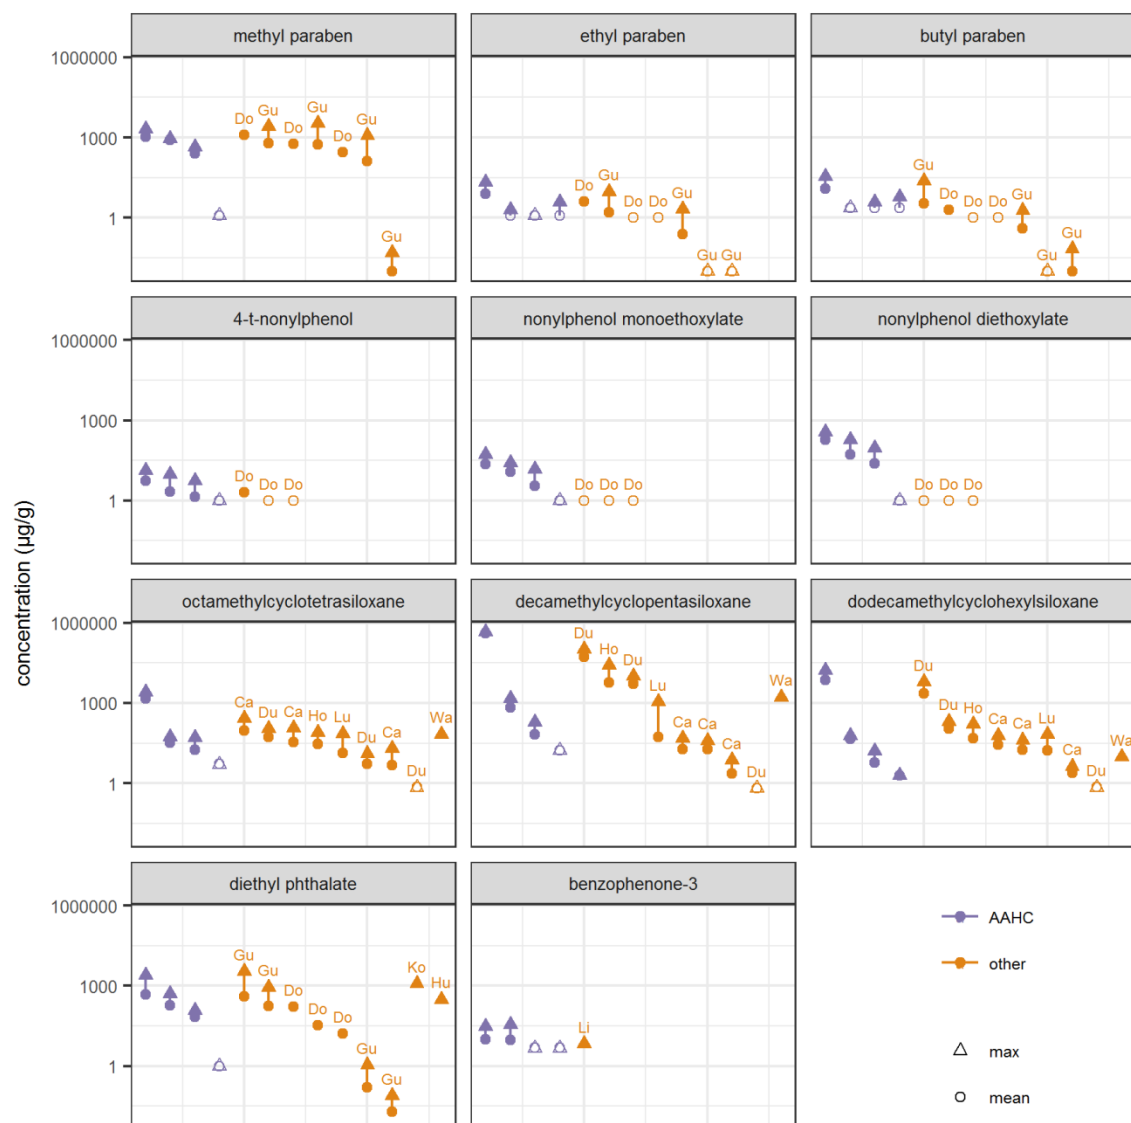 methyl paraben
ethyl paraben
butyl paraben
1000000
1000
1
Do Gu Do Gu Do Gu Gu
Do Gu Do Do Gu Gu Gu
Gu Do Do Do Gu Gu Gu
4-t-nonylphenol
nonylphenol monoethoxylate
nonylphenol diethoxylate
1000000
1000
1
Do Do Do
Do Do Do
Do Do Do
concentration (µg/g)
octamethylcyclotetrasiloxane
decamethylcyclopentasiloxane
dodecamethylcyclohexylsiloxane
1000000
1000
1
Ca Du Ca Ho Lu Du Ca Du Wa
Du Ho Du Lu Ca Ca Ca Du Wa
Du Du Ho Ca Ca Lu Ca Du Wa
diethyl phthalate
benzophenone-3
1000000
1000
1
Gu Gu Do Do Do Gu Gu Ko Hu
Li
AAHC
other
max
mean